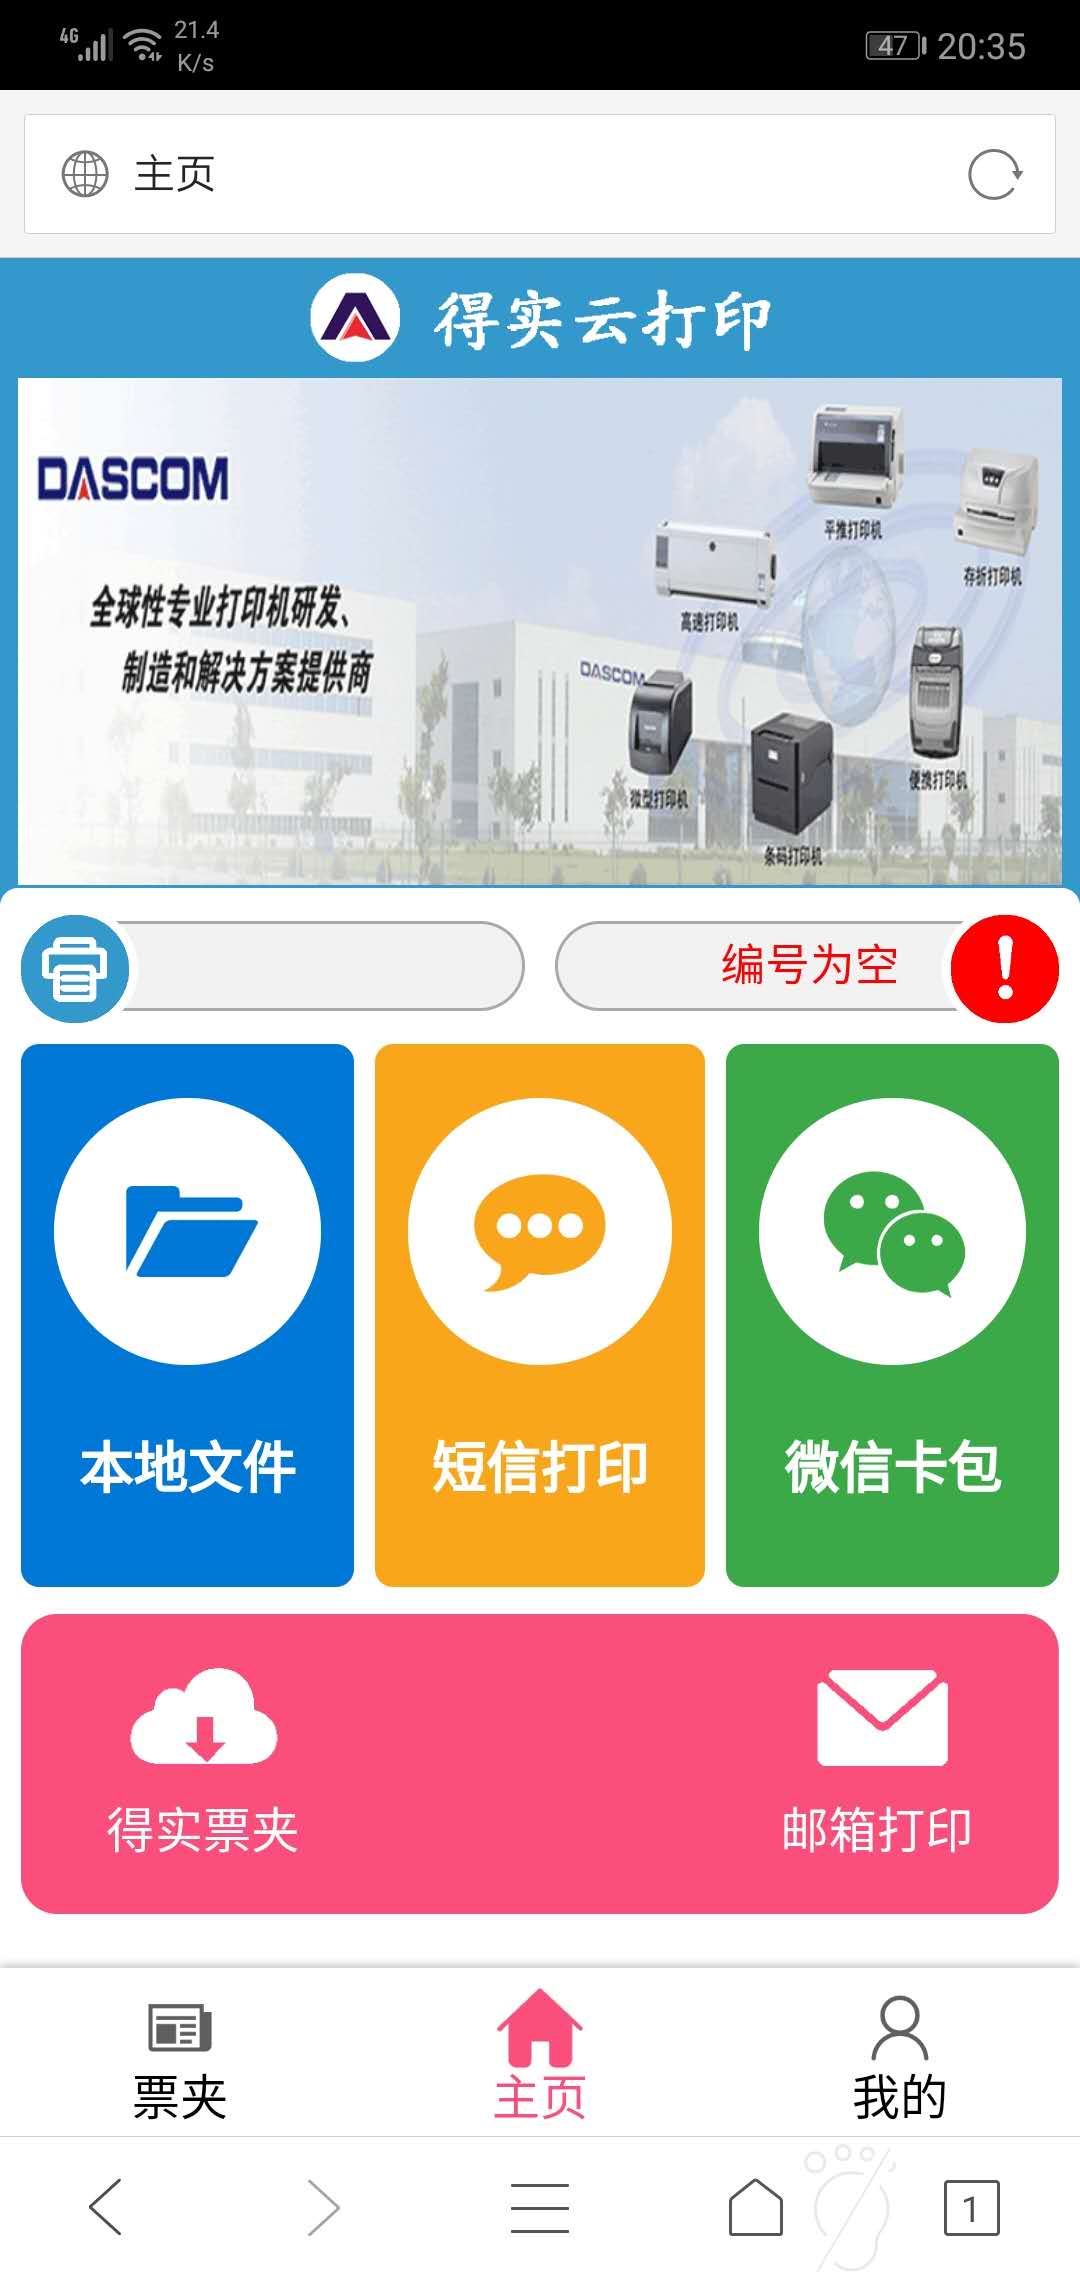 4G 21.4 K/s 47 20:35
主页
得实云打印
DASCOM
全球性专业打印机研发、
制造和解决方案提供商
平推打印机
存折打印机
高速打印机
DASCOM
微型打印机
便携打印机
条码打印机
编号为空
本地文件 短信打印 微信卡包
得实票夹 邮箱打印
票夹 主页 我的
1